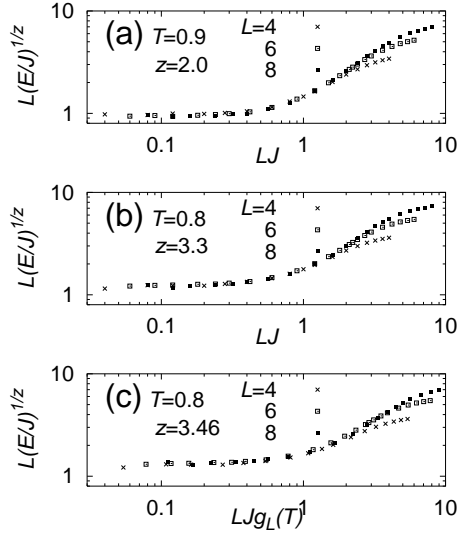 (a) T=0.9 L=4
z=2.0 6
8
L(E/J)^{1/z}
10
1
0.1 1 10
LJ
(b) T=0.8 L=4
z=3.3 6
8
L(E/J)^{1/z}
10
1
0.1 1 10
LJ
(c) T=0.8 L=4
z=3.46 6
8
L(E/J)^{1/z}
10
1
0.1 1 10
LJg_L(T)